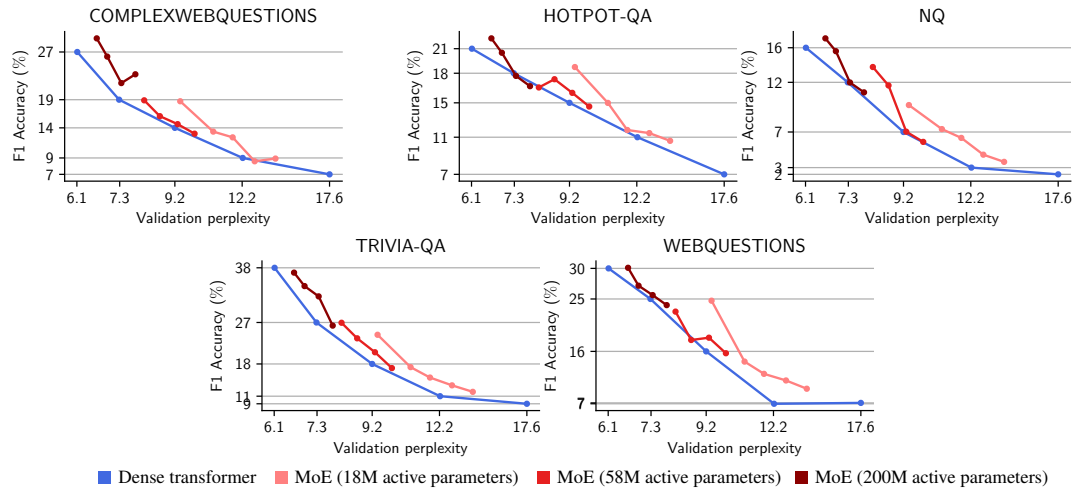 COMPLEXWEBQUESTIONS
F1 Accuracy (%)
27
19
14
9
7
6.1 7.3 9.2 12.2 17.6
Validation perplexity
HOTPOT-QA
F1 Accuracy (%)
21
18
15
11
7
6.1 7.3 9.2 12.2 17.6
Validation perplexity
NQ
F1 Accuracy (%)
16
12
7
3
2
6.1 7.3 9.2 12.2 17.6
Validation perplexity
TRIVIA-QA
F1 Accuracy (%)
38
27
18
11
9
6.1 7.3 9.2 12.2 17.6
Validation perplexity
WEBQUESTIONS
F1 Accuracy (%)
30
25
16
7
6.1 7.3 9.2 12.2 17.6
Validation perplexity
Dense transformer MoE (18M active parameters) MoE (58M active parameters) MoE (200M active parameters)